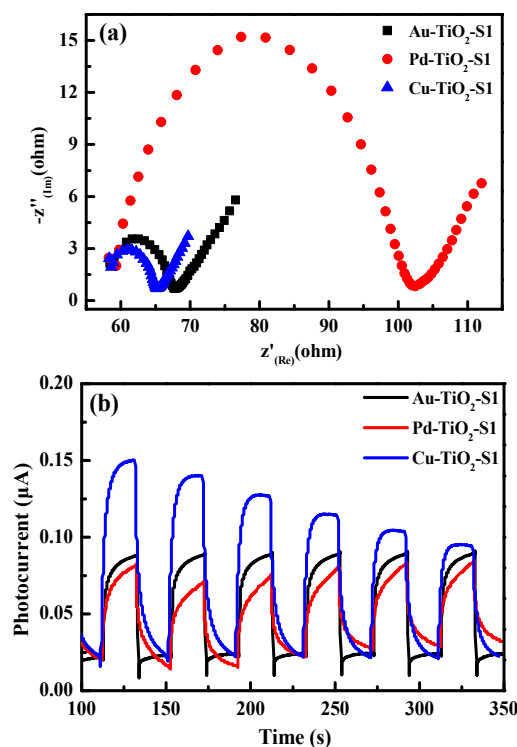 (a)
Au-TiO2-S1
Pd-TiO2-S1
Cu-TiO2-S1
15
12
9
6
3
0
-z''(Im)(ohm)
60 70 80 90 100 110
z'(Re)(ohm)
(b)
Au-TiO2-S1
Pd-TiO2-S1
Cu-TiO2-S1
0.20
0.15
0.10
0.05
0.00
Photocurrent (µA)
100 150 200 250 300 350
Time (s)